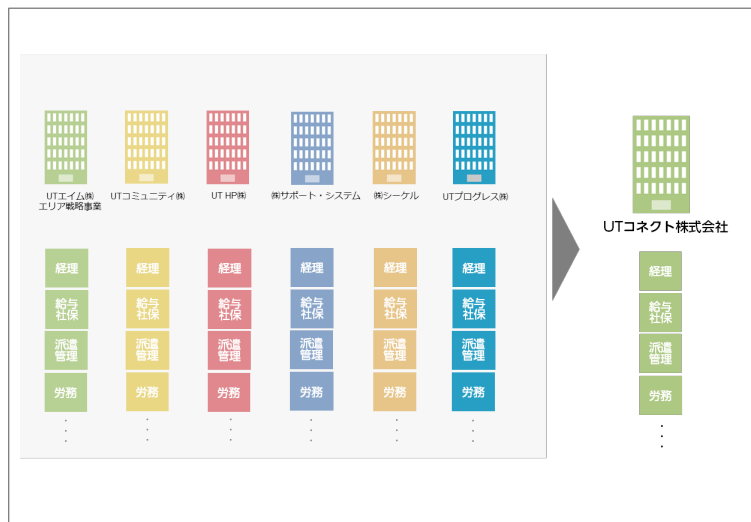 UTエイム㈱
エリア戦略事業
UTコミュニティ㈱
UT HP㈱
㈱サポート・システム
㈱シーケル
UTプログレス㈱
経理
給与
社保
派遣
管理
労務
経理
給与
社保
派遣
管理
労務
経理
給与
社保
派遣
管理
労務
経理
給与
社保
派遣
管理
労務
経理
給与
社保
派遣
管理
労務
経理
給与
社保
派遣
管理
労務
UTコネクト株式会社
経理
給与
社保
派遣
管理
労務